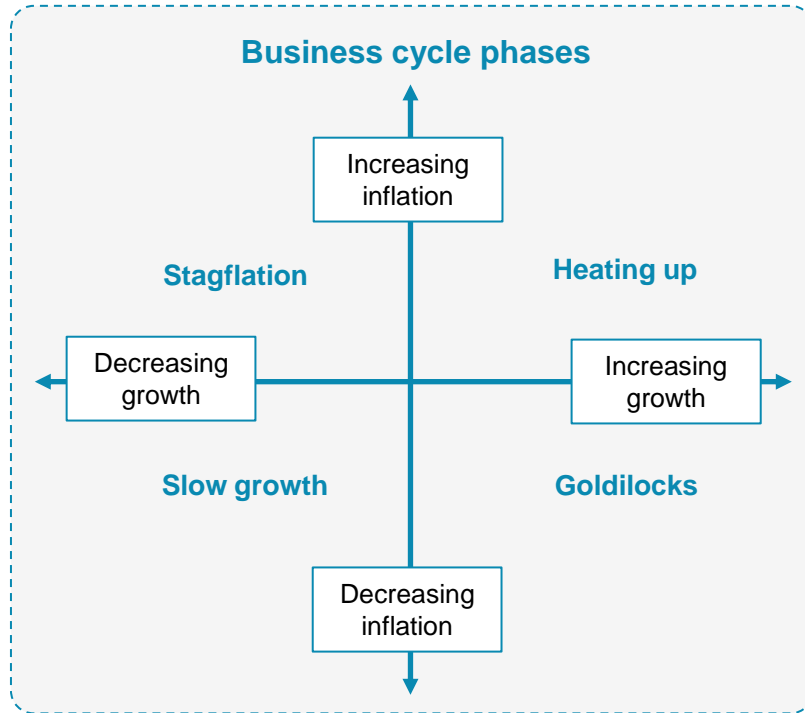 Business cycle phases
Increasing
inflation
Stagflation
Heating up
Decreasing
growth
Increasing
growth
Slow growth
Goldilocks
Decreasing
inflation